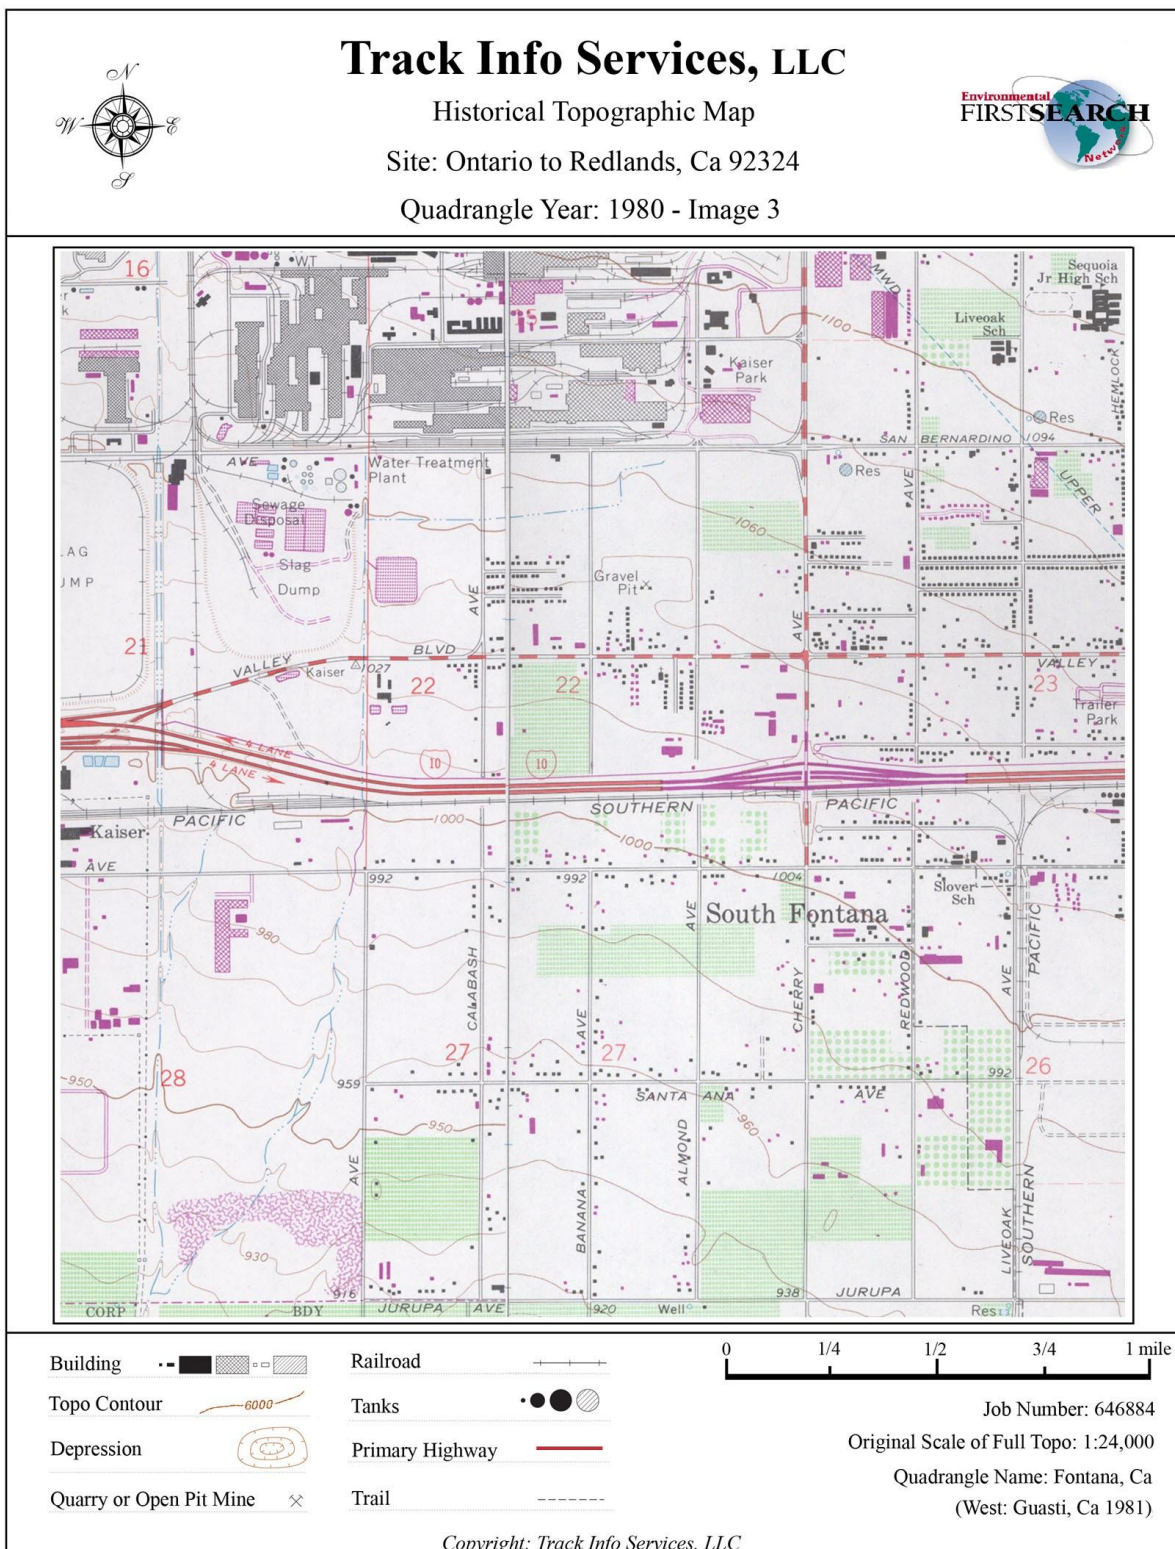 Track Info Services, LLC
Historical Topographic Map
Site: Ontario to Redlands, Ca 92324
Quadrangle Year: 1980 - Image 3
N
W
E
S
Environmental
FIRSTSEARCH
Network
16
WT
15
MWD
1100
Sequoia
Jr High Sch
Liveoak
Sch
HEMLOCK
Kaiser
Park
Res
SAN BERNARDINO 1094
AVE
Water Treatment
Plant
Res
AVE
UPPER
Sewage
Disposal
1060
AG
UMP
Slag
Dump
Gravel
Pit
AVE
AVE
21
VALLEY
BLVD
1027
Kaiser
22
22
VALLEY
23
Trailer
Park
4 LANE
4 LANE
10
10
PACIFIC
SOUTHERN
PACIFIC
1000
1000
Kaiser
AVE
992
992
1004
Slover
Sch
South Fontana
AVE
980
CALABASH
AVE
CHERRY
REDWOOD
AVE
PACIFIC
27
27
26
28
950
959
992
SANTA ANA
AVE
950
960
AVE
ALMOND
BANANA
LIVEOAK
SOUTHERN
930
916
938
JURUPA
CORP
BDY
JURUPA AVE
920
Well
Res
Building
Railroad
0 1/4 1/2 3/4 1 mile
Topo Contour
6000
Tanks
Job Number: 646884
Depression
Primary Highway
Original Scale of Full Topo: 1:24,000
Quadrangle Name: Fontana, Ca
Quarry or Open Pit Mine
Trail
(West: Guasti, Ca 1981)
Copyright: Track Info Services, LLC